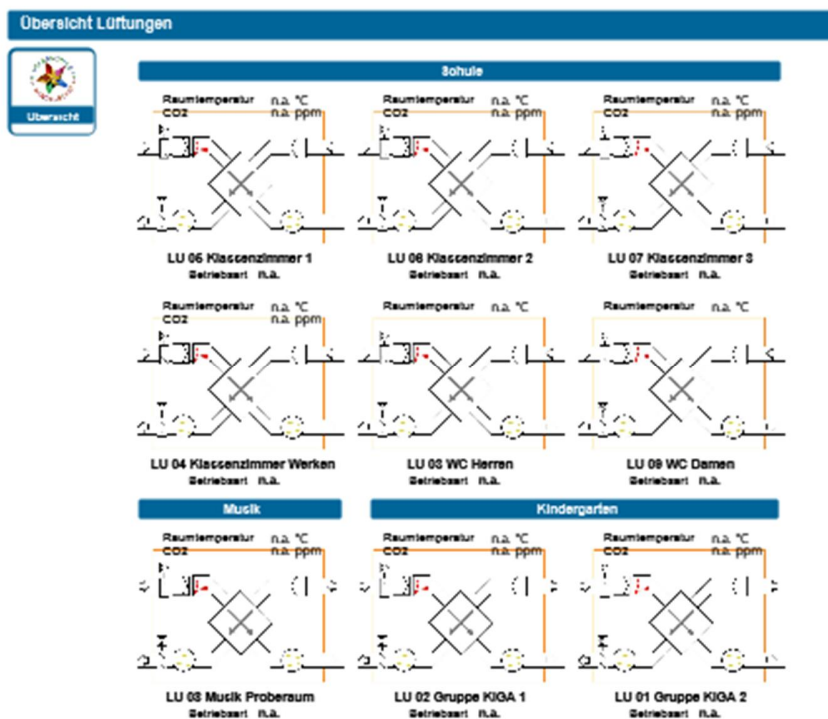 Übersicht Lüftungen
Übersicht
Schule
Raumtemperatur n.a. °C
CO2 n.a. ppm
LU 05 Klassenzimmer 1
Betriebsart n.a.
Raumtemperatur n.a. °C
CO2 n.a. ppm
LU 06 Klassenzimmer 2
Betriebsart n.a.
Raumtemperatur n.a. °C
CO2 n.a. ppm
LU 07 Klassenzimmer 3
Betriebsart n.a.
Raumtemperatur n.a. °C
CO2 n.a. ppm
LU 04 Klassenzimmer Werken
Betriebsart n.a.
Raumtemperatur n.a. °C
LU 08 WC Herren
Betriebsart n.a.
Raumtemperatur n.a. °C
LU 09 WC Damen
Betriebsart n.a.
Musik
Raumtemperatur n.a. °C
CO2 n.a. ppm
LU 03 Musik Proberaum
Betriebsart n.a.
Kindergarten
Raumtemperatur n.a. °C
CO2 n.a. ppm
LU 02 Gruppe KIGA 1
Betriebsart n.a.
Raumtemperatur n.a. °C
CO2 n.a. ppm
LU 01 Gruppe KIGA 2
Betriebsart n.a.